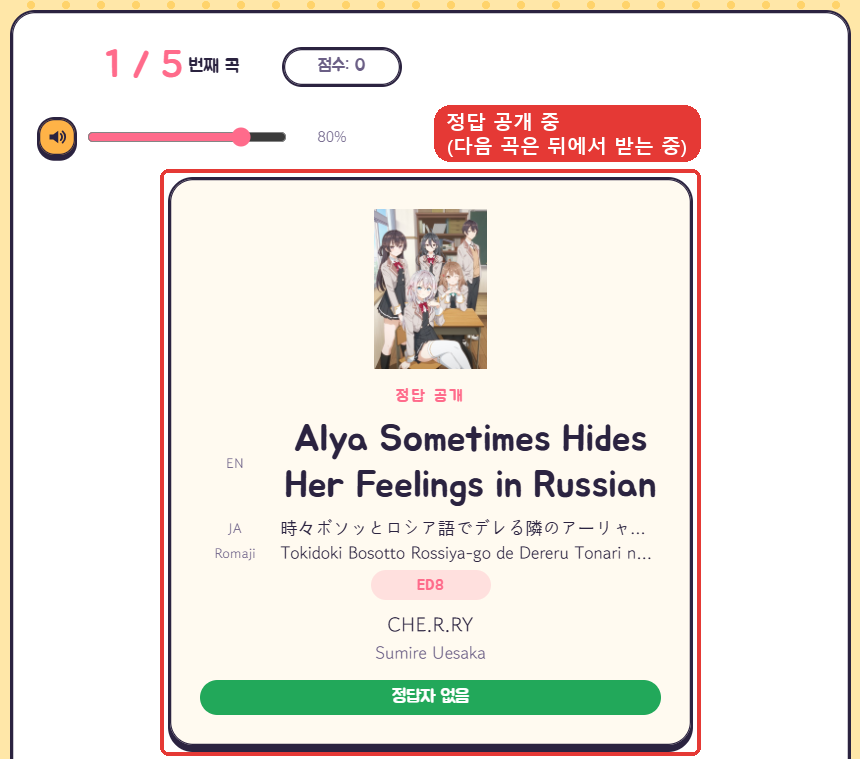 1 / 5 번째 곡
점수: 0
80%
정답 공개 중
(다음 곡은 뒤에서 받는 중)
정답 공개
EN
Alya Sometimes Hides
Her Feelings in Russian
JA
時々ボソッとロシア語でデレる隣のアーリャ...
Romaji
Tokidoki Bosotto Rossiya-go de Dereru Tonari n...
ED8
CHE.R.RY
Sumire Uesaka
정답자 없음